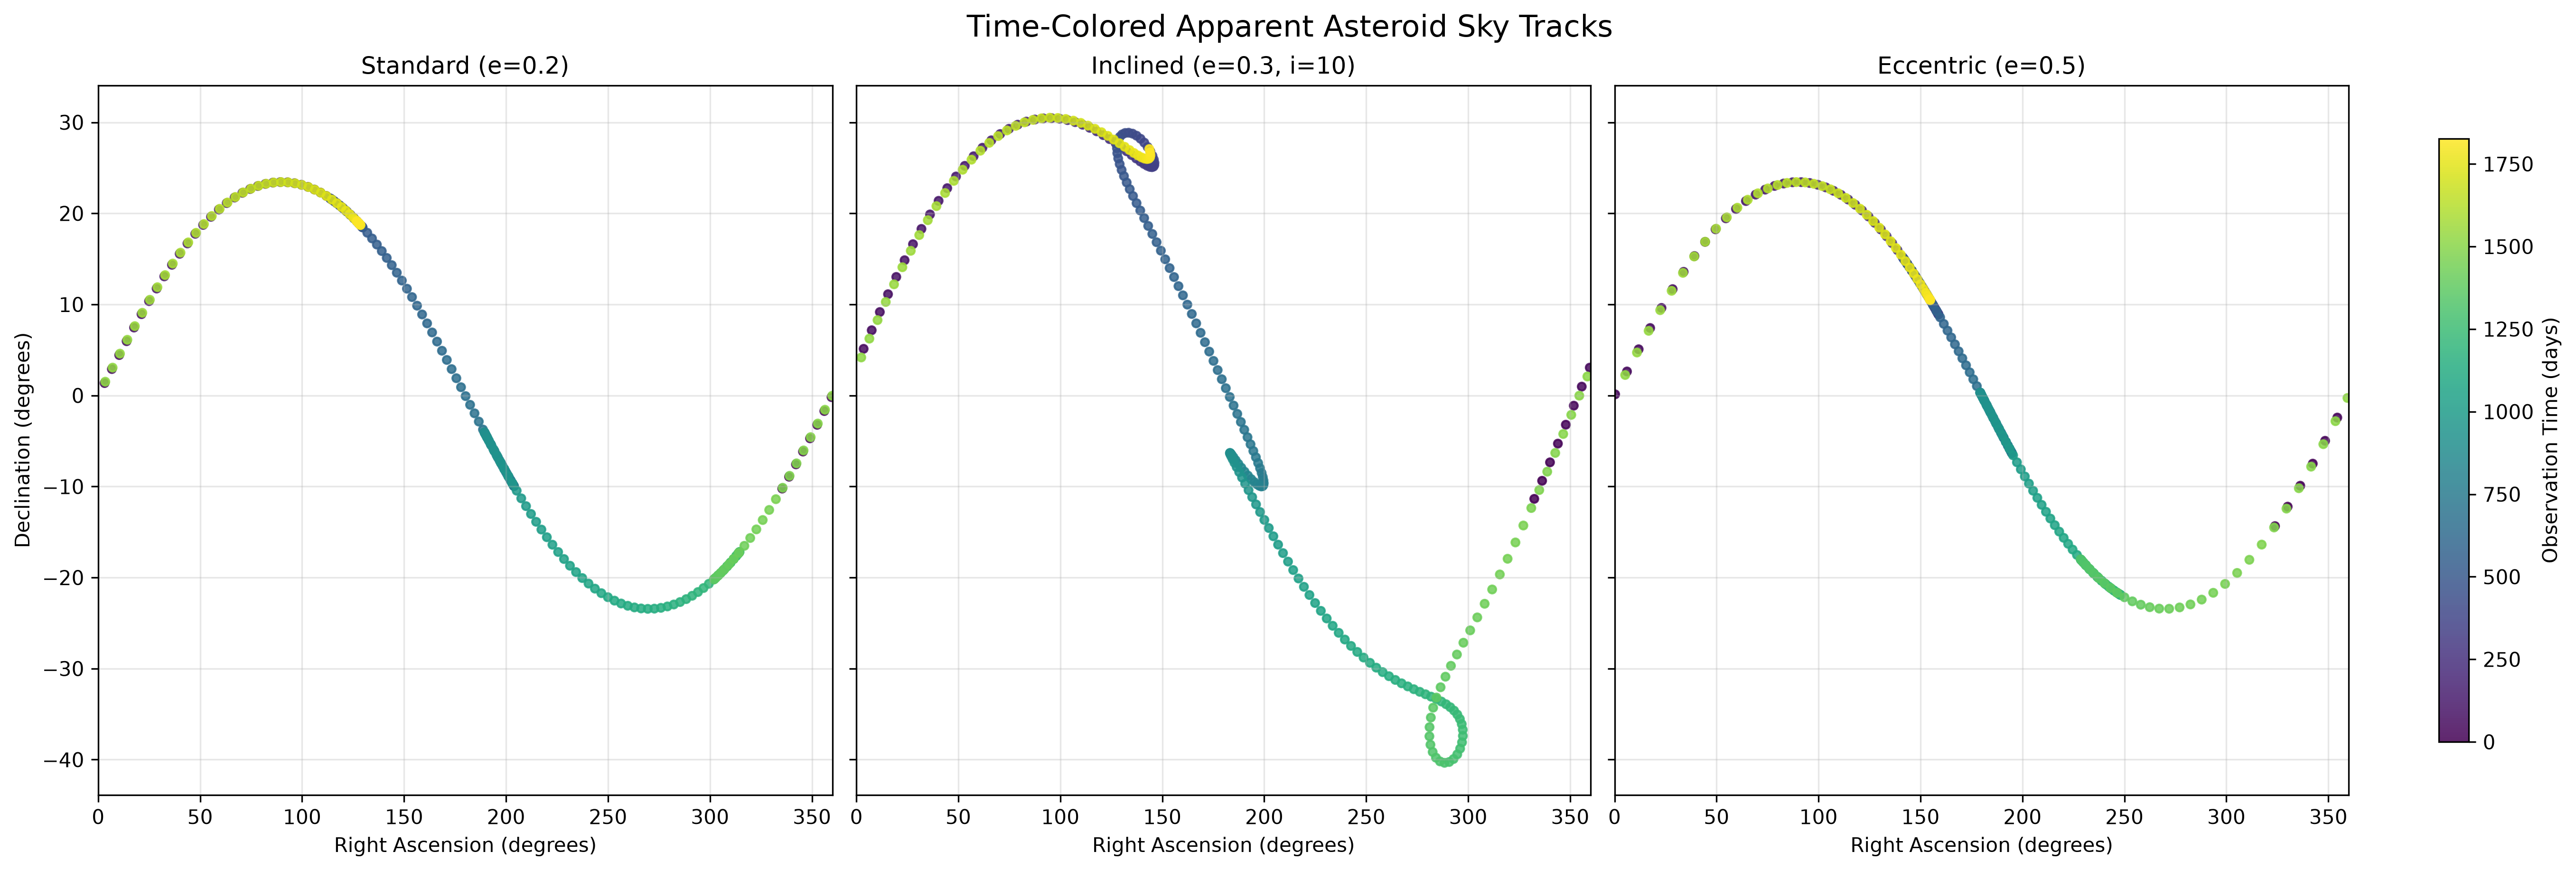 Time-Colored Apparent Asteroid Sky Tracks
Standard (e=0.2)
Inclined (e=0.3, i=10)
Eccentric (e=0.5)
Declination (degrees)
30
20
10
0
−10
−20
−30
−40
0 50 100 150 200 250 300 350
0 50 100 150 200 250 300 350
0 50 100 150 200 250 300 350
Right Ascension (degrees)
Right Ascension (degrees)
Right Ascension (degrees)
1750
1500
1250
1000
750
500
250
0
Observation Time (days)